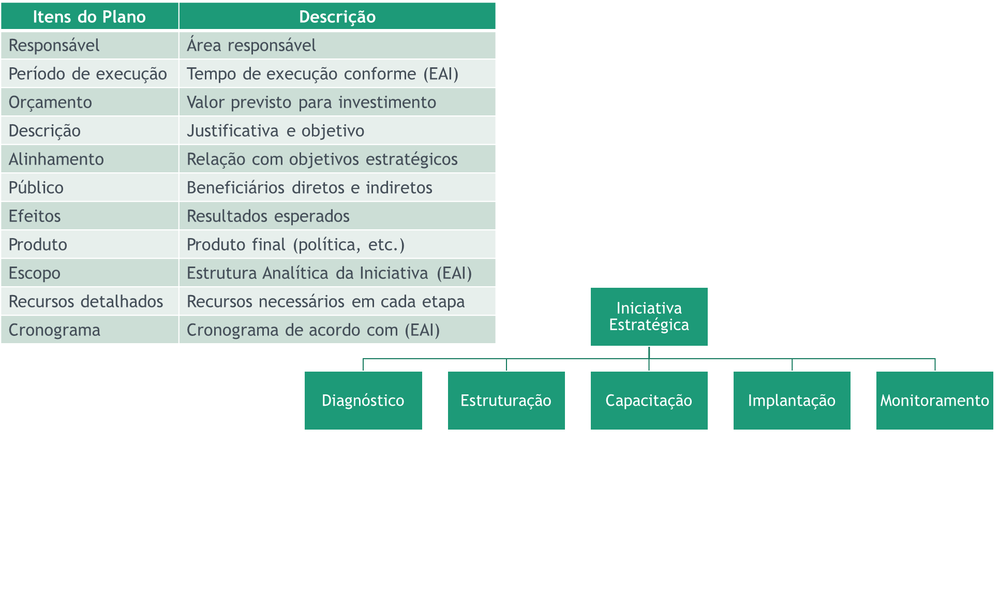 Itens do Plano Descrição
Responsável Área responsável
Período de execução Tempo de execução conforme (EAI)
Orçamento Valor previsto para investimento
Descrição Justificativa e objetivo
Alinhamento Relação com objetivos estratégicos
Público Beneficiários diretos e indiretos
Efeitos Resultados esperados
Produto Produto final (política, etc.)
Escopo Estrutura Analítica da Iniciativa (EAI)
Recursos detalhados Recursos necessários em cada etapa
Cronograma Cronograma de acordo com (EAI)
Iniciativa
Estratégica
Diagnóstico Estruturação Capacitação Implantação Monitoramento